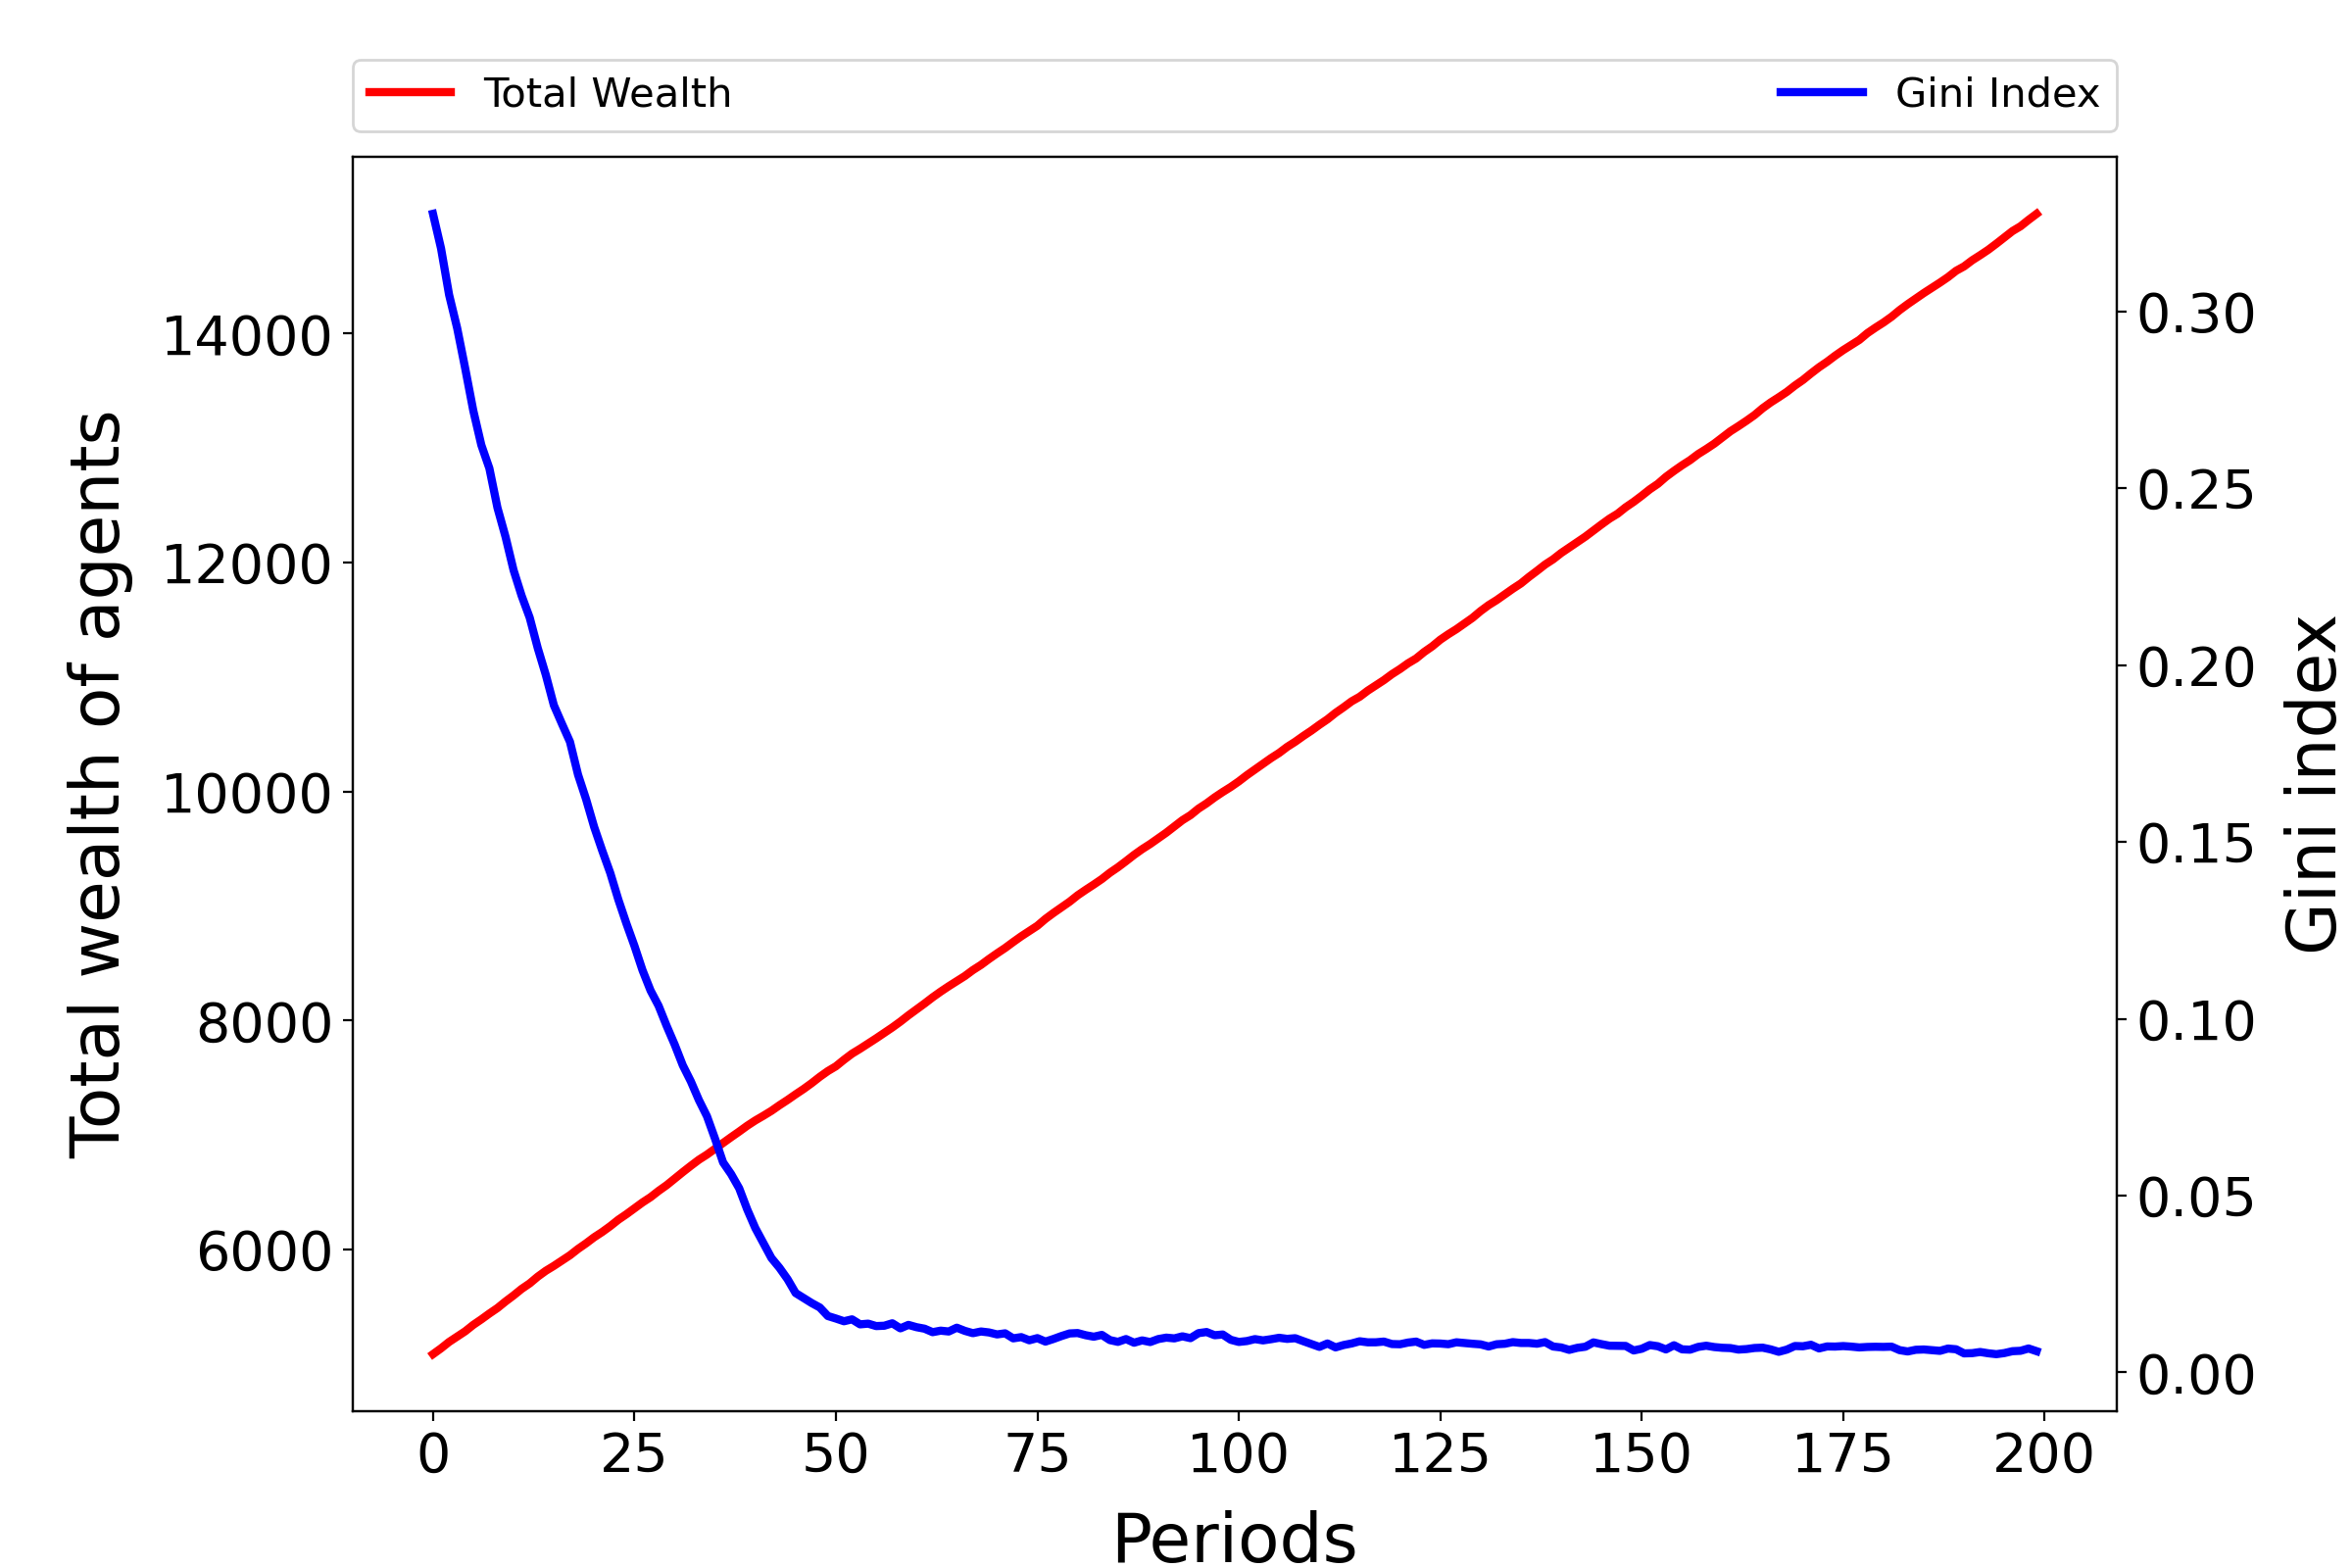 Total Wealth
Gini Index
Total wealth of agents
14000
12000
10000
8000
6000
0.30
0.25
0.20
0.15
0.10
0.05
0.00
Gini index
0 25 50 75 100 125 150 175 200
Periods